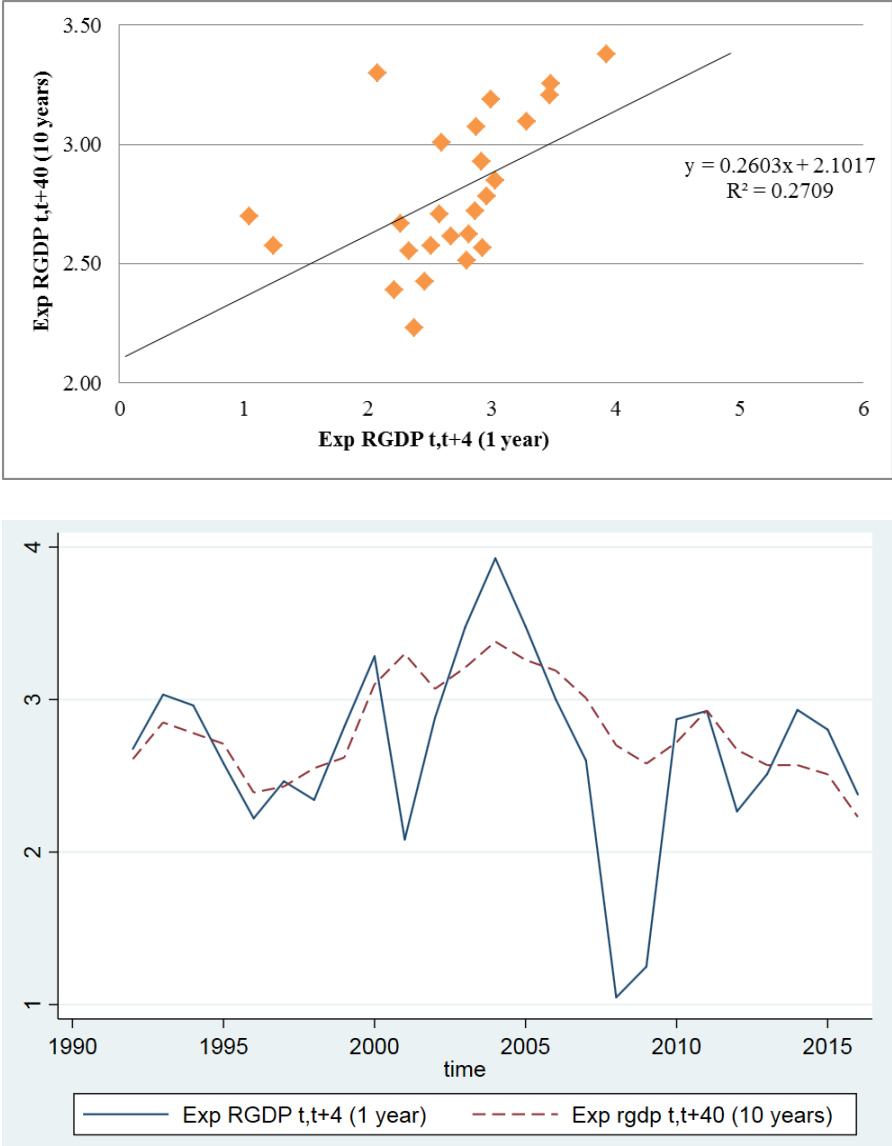 3.50
3.00
2.50
2.00
Exp RGDP t,t+40 (10 years)
y = 0.2603x + 2.1017
R² = 0.2709
0 1 2 3 4 5 6
Exp RGDP t,t+4 (1 year)
4
3
2
1
1990 1995 2000 2005 2010 2015
time
Exp RGDP t,t+4 (1 year) Exp rgdp t,t+40 (10 years)